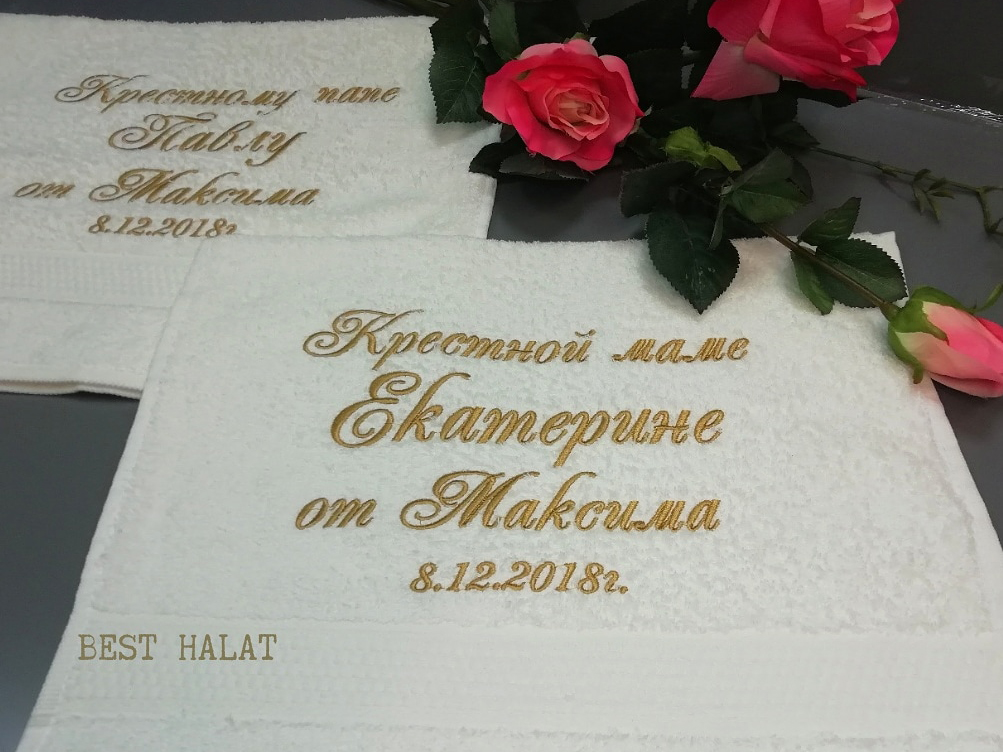 Крестному папе
Павлу
от Максима
8.12.2018г
Крестной маме
Екатерине
от Максима
8.12.2018г.
BEST HALAT